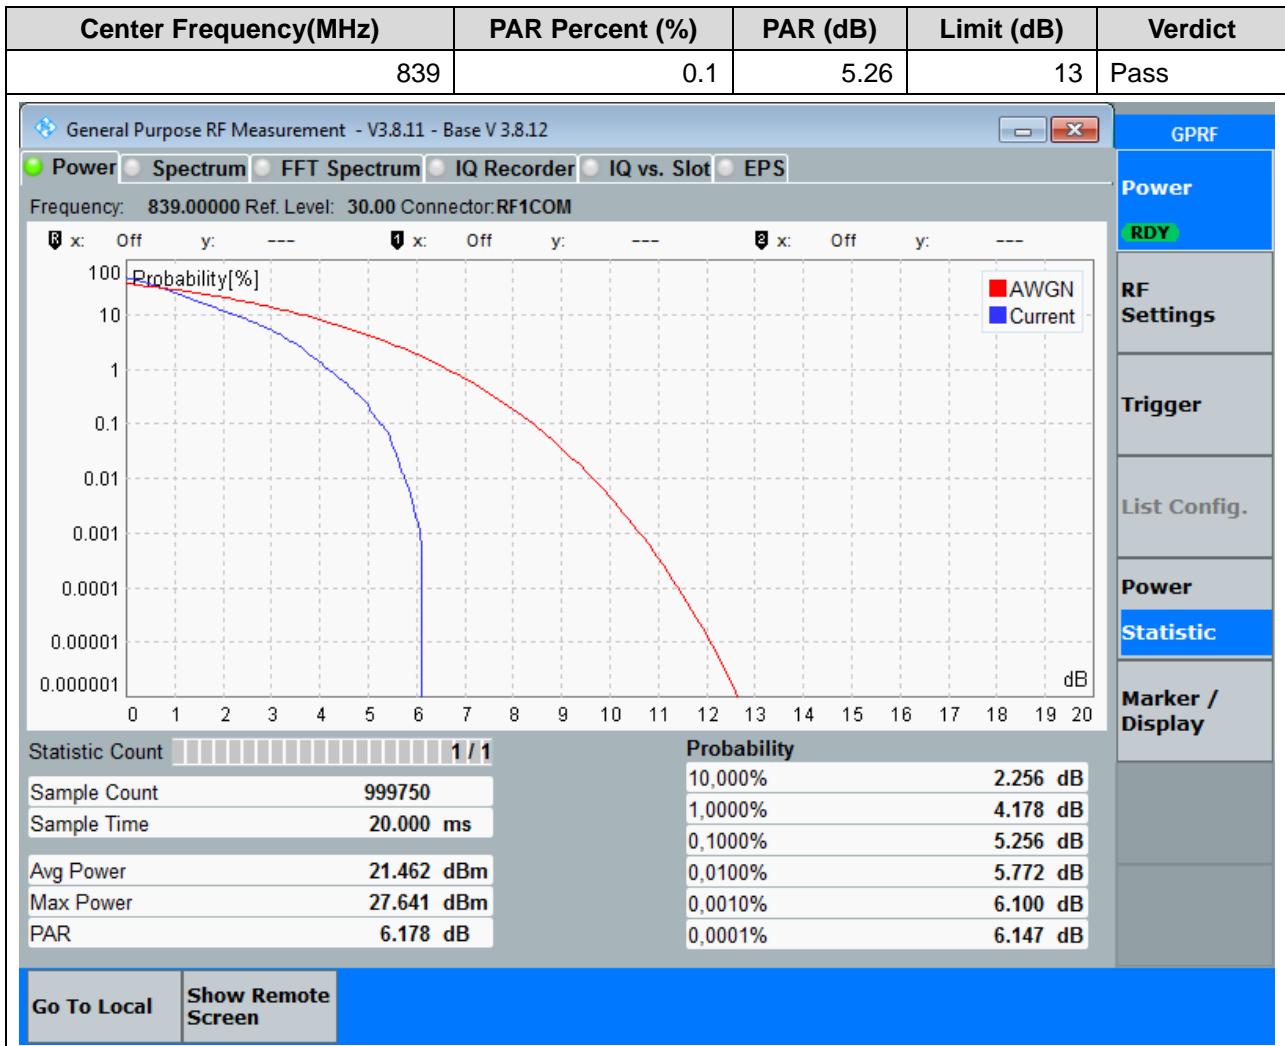 Center Frequency(MHz) PAR Percent (%) PAR (dB) Limit (dB) Verdict
839 0.1 5.26 13 Pass
General Purpose RF Measurement - V3.8.11 - Base V 3.8.12
GPRF
Power Spectrum FFT Spectrum IQ Recorder IQ vs. Slot EPS
Frequency: 839.00000 Ref. Level: 30.00 Connector: RF1COM
R x: Off y: --- 1 x: Off y: --- 2 x: Off y: ---
Probability[%]
AWGN
Current
100
10
1
0.1
0.01
0.001
0.0001
0.00001
0.000001
dB
0 1 2 3 4 5 6 7 8 9 10 11 12 13 14 15 16 17 18 19 20
Statistic Count 1 / 1
Sample Count 999750
Sample Time 20.000 ms
Avg Power 21.462 dBm
Max Power 27.641 dBm
PAR 6.178 dB
Probability
10,000% 2.256 dB
1,0000% 4.178 dB
0,1000% 5.256 dB
0,0100% 5.772 dB
0,0010% 6.100 dB
0,0001% 6.147 dB
Power
RDY
RF
Settings
Trigger
List Config.
Power
Statistic
Marker /
Display
Go To Local
Show Remote
Screen